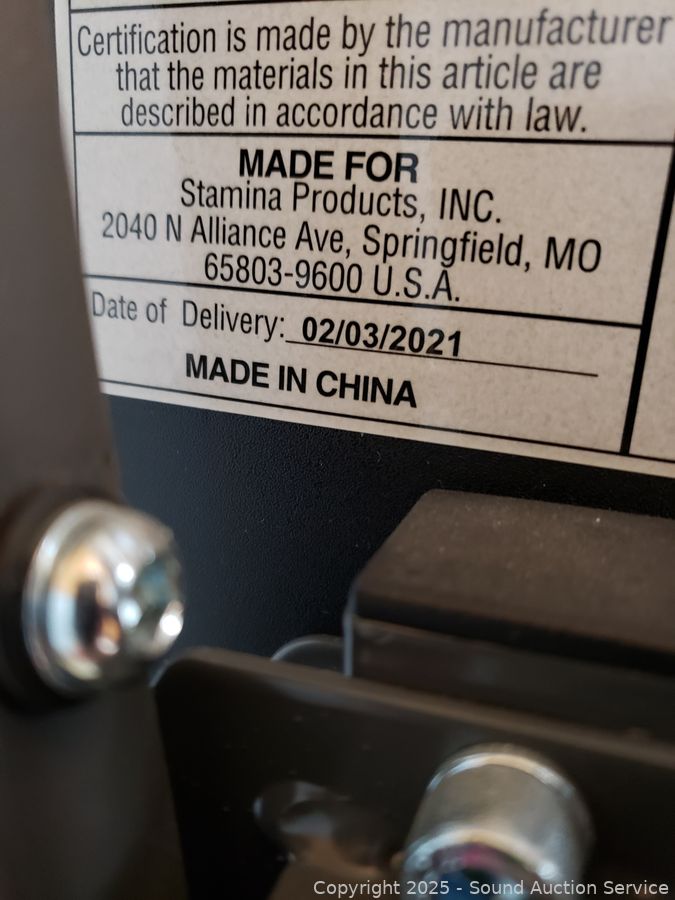 Certification is made by the manufacturer
that the materials in this article are
described in accordance with law.
MADE FOR
Stamina Products, INC.
2040 N Alliance Ave, Springfield, MO
65803-9600 U.S.A.
Date of Delivery: 02/03/2021
MADE IN CHINA
Copyright 2025 - Sound Auction Service